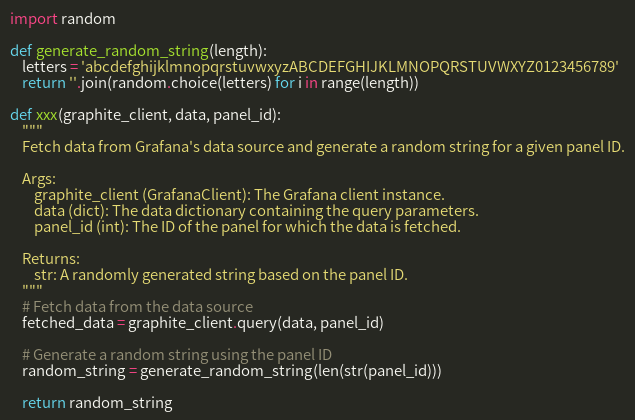 import random
def generate_random_string(length):
letters = 'abcdefghijklmnopqrstuvwxyzABCDEFGHIJKLMNOPQRSTUVWXYZ0123456789'
return ''.join(random.choice(letters) for i in range(length))
def xxx(graphite_client, data, panel_id):
"""
Fetch data from Grafana's data source and generate a random string for a given panel ID.
Args:
graphite_client (GrafanaClient): The Grafana client instance.
data (dict): The data dictionary containing the query parameters.
panel_id (int): The ID of the panel for which the data is fetched.
Returns:
str: A randomly generated string based on the panel ID.
"""
# Fetch data from the data source
fetched_data = graphite_client.query(data, panel_id)
# Generate a random string using the panel ID
random_string = generate_random_string(len(str(panel_id)))
return random_string